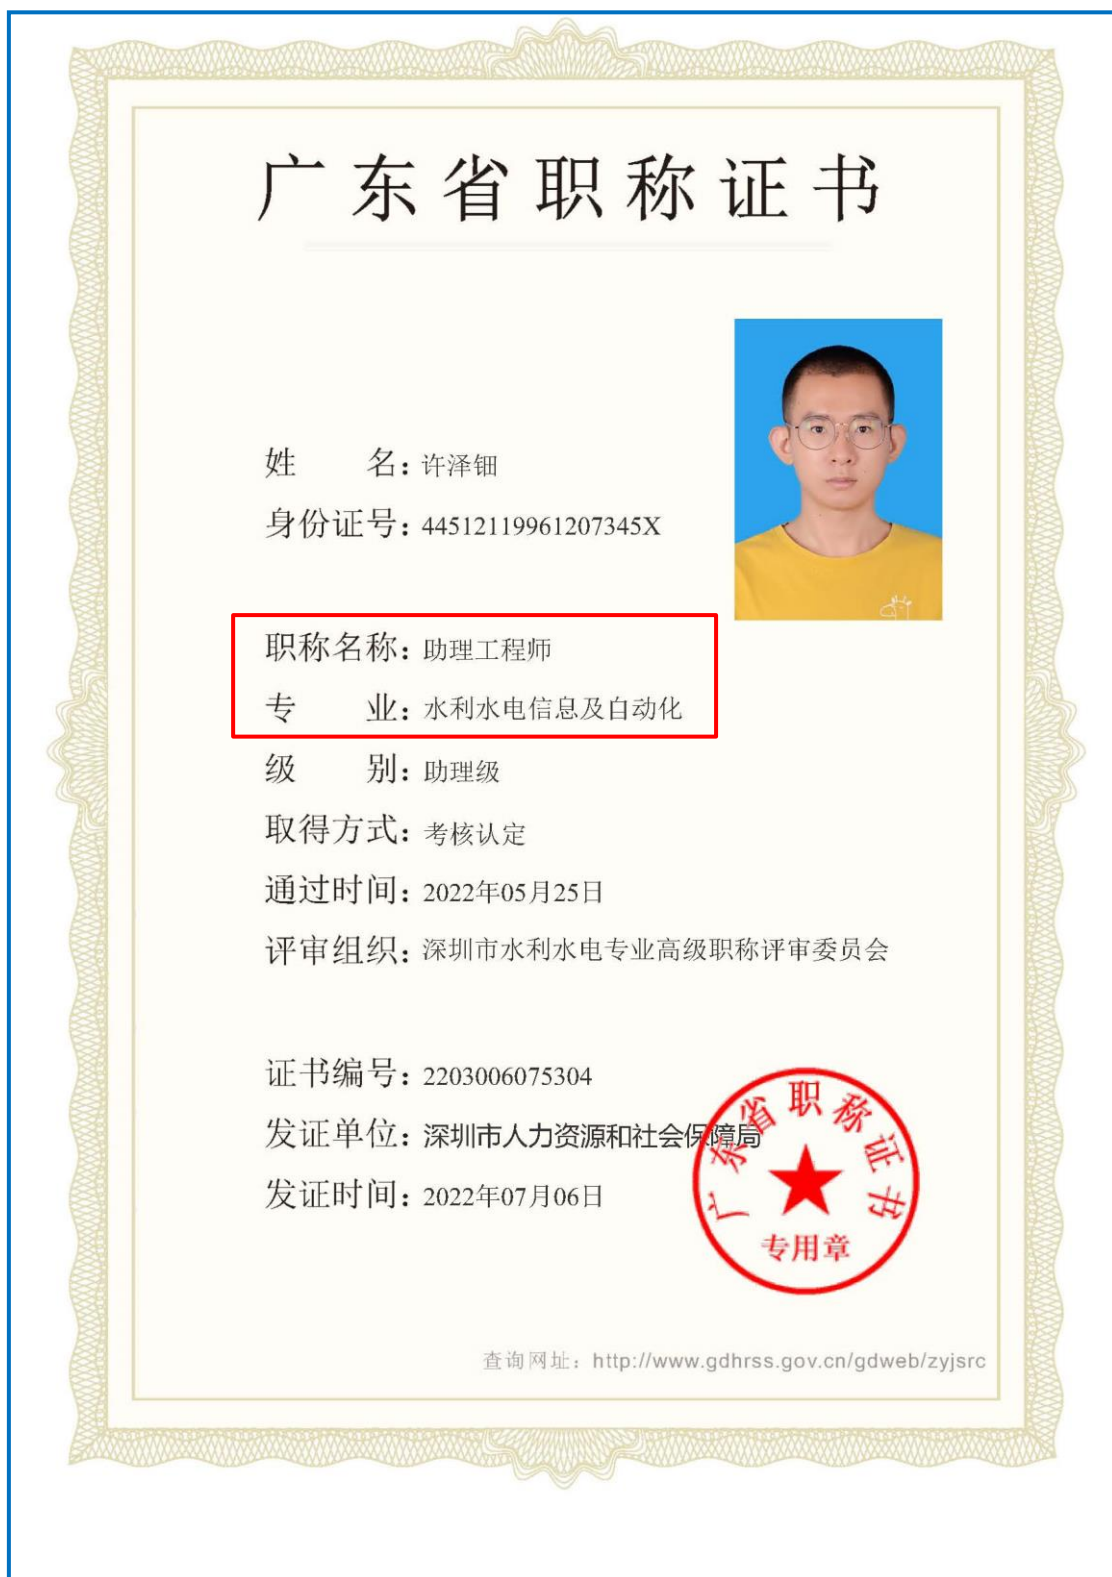 广东省职称证书
姓 名：许泽钿
身份证号：44512119961207345X
职称名称：助理工程师
专 业：水利水电信息及自动化
级 别：助理级
取得方式：考核认定
通过时间：2022年05月25日
评审组织：深圳市水利水电专业高级职称评审委员会
证书编号：2203006075304
发证单位：深圳市人力资源和社会保障局
发证时间：2022年07月06日
广东省职称证书
专用章
查询网址：http://www.gdhrss.gov.cn/gdweb/zyjsrc